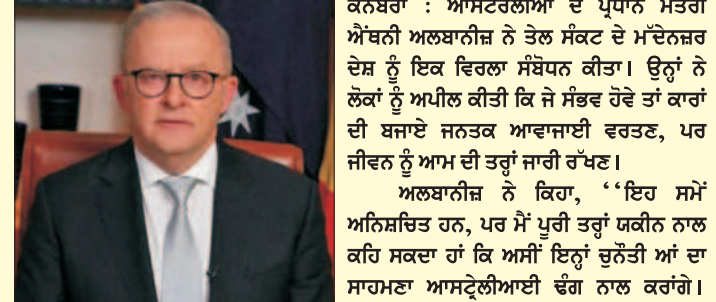 ਕੈਨਬਰਾ : ਆਸਟਰੇਲੀਆ ਦੇ ਪ੍ਰਧਾਨ ਮੰਤਰੀ
ਐਂਥਨੀ ਅਲਬਾਨੀਜ਼ ਨੇ ਤੇਲ ਸੰਕਟ ਦੇ ਮੱਦੇਨਜ਼ਰ
ਦੇਸ਼ ਨੂੰ ਇਕ ਵਿਰਲਾ ਸੰਬੋਧਨ ਕੀਤਾ। ਉਨ੍ਹਾਂ ਨੇ
ਲੋਕਾਂ ਨੂੰ ਅਪੀਲ ਕੀਤੀ ਕਿ ਜੇ ਸੰਭਵ ਹੋਵੇ ਤਾਂ ਕਾਰਾਂ
ਦੀ ਬਜਾਏ ਜਨਤਕ ਆਵਾਜਾਈ ਵਰਤਣ, ਪਰ
ਜੀਵਨ ਨੂੰ ਆਮ ਦੀ ਤਰ੍ਹਾਂ ਜਾਰੀ ਰੱਖਣ।
ਅਲਬਾਨੀਜ਼ ਨੇ ਕਿਹਾ, ‘‘ਇਹ ਸਮੇਂ
ਅਨਿਸ਼ਚਿਤ ਹਨ, ਪਰ ਮੈਂ ਪੂਰੀ ਤਰ੍ਹਾਂ ਯਕੀਨ ਨਾਲ
ਕਹਿ ਸਕਦਾ ਹਾਂ ਕਿ ਅਸੀਂ ਇਨ੍ਹਾਂ ਚੁਨੌਤੀ ਆਂ ਦਾ
ਸਾਹਮਣਾ ਆਸਟ੍ਰੇਲੀਆਈ ਢੰਗ ਨਾਲ ਕਰਾਂਗੇ।